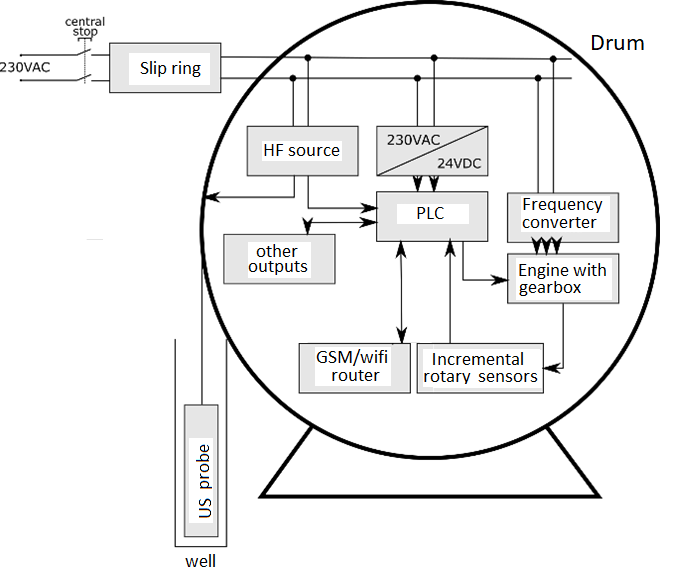 central
stop
230VAC
Slip ring
Drum
HF source
230VAC
24VDC
PLC
Frequency
converter
other
outputs
Engine with
gearbox
GSM/wifi
router
Incremental
rotary sensors
US probe
well